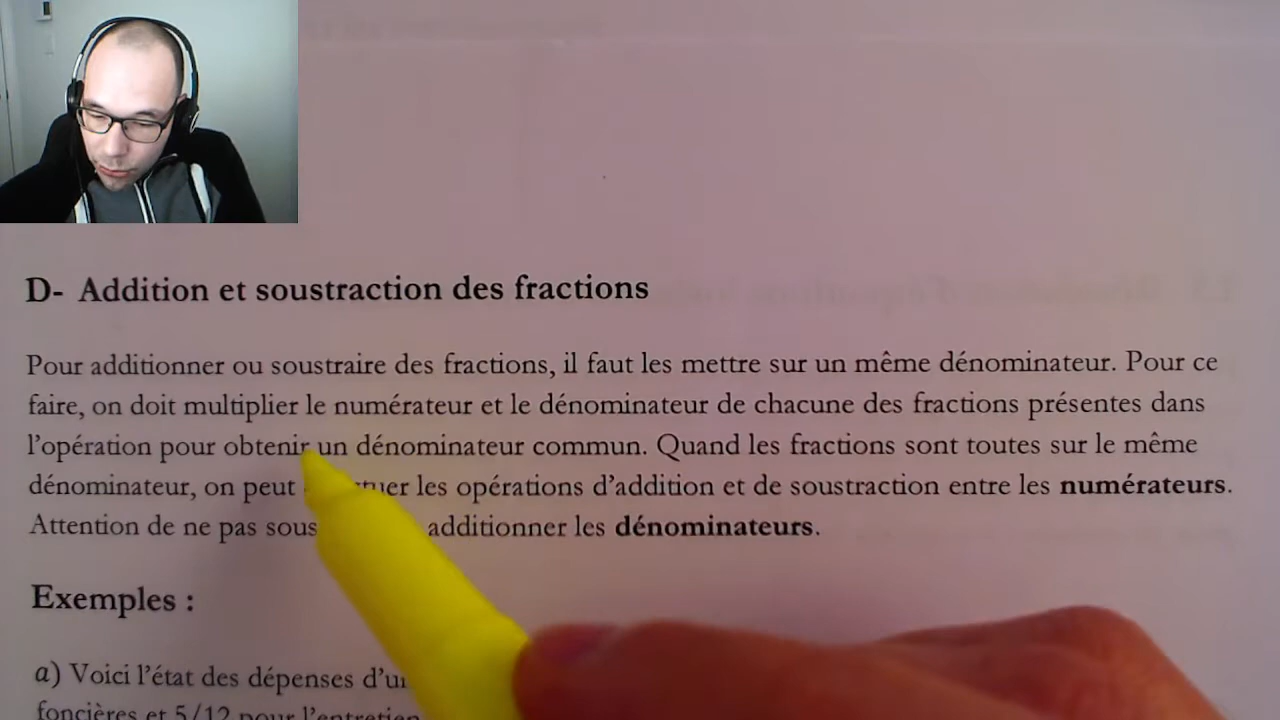 D- Addition et soustraction des fractions
Pour additionner ou soustraire des fractions, il faut les mettre sur un même dénominateur. Pour ce
faire, on doit multiplier le numérateur et le dénominateur de chacune des fractions présentes dans
l'opération pour obtenir un dénominateur commun. Quand les fractions sont toutes sur le même
dénominateur, on peut les opérations d'addition et de soustraction entre les numérateurs.
Attention de ne pas additionner les dénominateurs.
Exemples :
a) Voici l'état des dépenses
foncières et 5/12 pour l'entretien